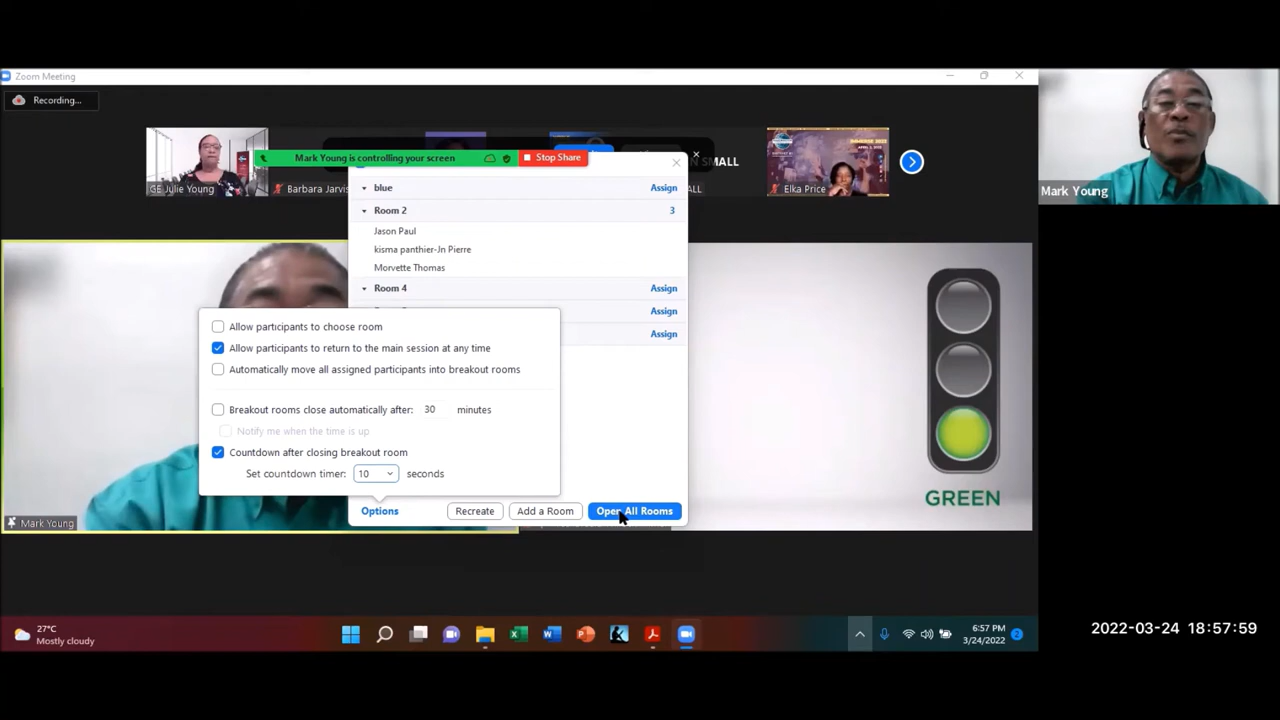 Zoom Meeting
Recording...
Mark Young is controlling your screen
Stop Share
N SMALL
GE Julie Young
Barbara Jarvis
ALL
Elka Price
Mark Young
blue
Assign
Room 2
3
Jason Paul
kisma panthier-Jn Pierre
Morvette Thomas
Room 4
Assign
Assign
Assign
Allow participants to choose room
Allow participants to return to the main session at any time
Automatically move all assigned participants into breakout rooms
Breakout rooms close automatically after: 30 minutes
Notify me when the time is up
Countdown after closing breakout room
Set countdown timer: 10 seconds
Options
Recreate
Add a Room
Open All Rooms
GREEN
Mark Young
27°C
Mostly cloudy
6:57 PM
3/24/2022
2
2022-03-24 18:57:59